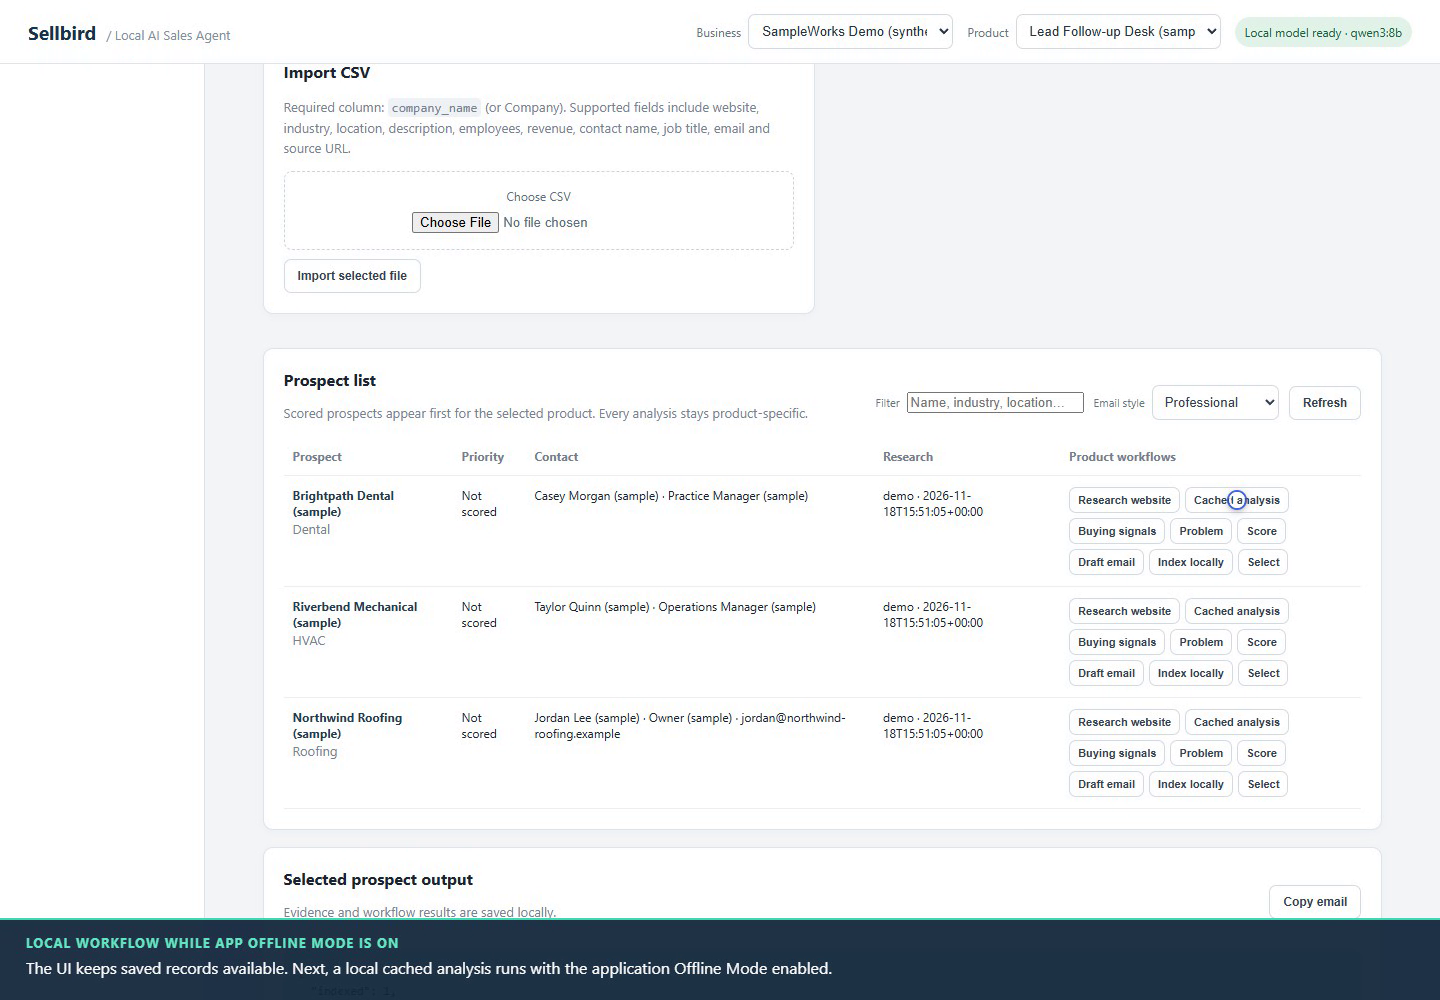 Sellbird / Local AI Sales Agent
Business SampleWorks Demo (synthe Product Lead Follow-up Desk (samp Local model ready · qwen3:8b
Import CSV
Required column: company_name (or Company). Supported fields include website,
industry, location, description, employees, revenue, contact name, job title, email and
source URL.
Choose CSV
Choose File No file chosen
Import selected file
Prospect list
Scored prospects appear first for the selected product. Every analysis stays product-specific.
Filter Name, industry, location... Email style Professional Refresh
Prospect Priority Contact Research Product workflows
Brightpath Dental
(sample)
Dental
Not
scored
Casey Morgan (sample) · Practice Manager (sample)
demo · 2026-11-
18T15:51:05+00:00
Research website Cached analysis
Buying signals Problem Score
Draft email Index locally Select
Riverbend Mechanical
(sample)
HVAC
Not
scored
Taylor Quinn (sample) · Operations Manager (sample)
demo · 2026-11-
18T15:51:05+00:00
Research website Cached analysis
Buying signals Problem Score
Draft email Index locally Select
Northwind Roofing
(sample)
Roofing
Not
scored
Jordan Lee (sample) · Owner (sample) · jordan@northwind-
roofing.example
demo · 2026-11-
18T15:51:05+00:00
Research website Cached analysis
Buying signals Problem Score
Draft email Index locally Select
Selected prospect output
Evidence and workflow results are saved locally.
Copy email
LOCAL WORKFLOW WHILE APP OFFLINE MODE IS ON
The UI keeps saved records available. Next, a local cached analysis runs with the application Offline Mode enabled.
"indexed": 1,